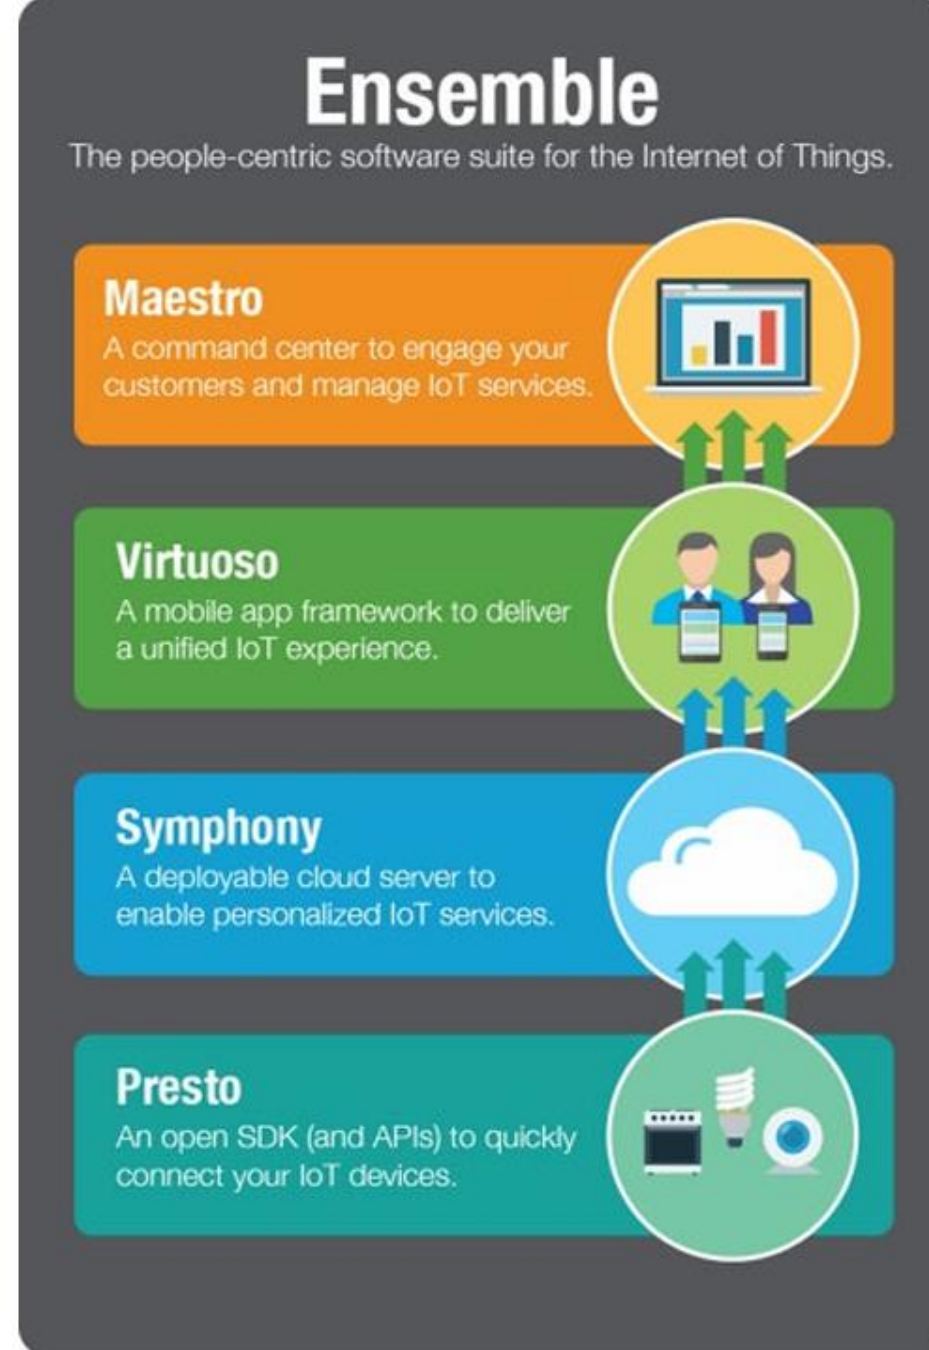 Ensemble
The people-centric software suite for the Internet of Things.
Maestro
A command center to engage your
customers and manage IoT services.
Virtuoso
A mobile app framework to deliver
a unified IoT experience.
Symphony
A deployable cloud server to
enable personalized IoT services.
Presto
An open SDK (and APIs) to quickly
connect your IoT devices.